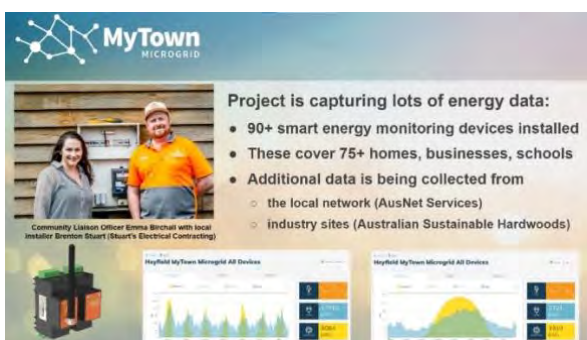 MyTown
MICROGRID
Project is capturing lots of energy data:
● 90+ smart energy monitoring devices installed
● These cover 75+ homes, businesses, schools
● Additional data is being collected from
○ the local network (AusNet Services)
○ industry sites (Australian Sustainable Hardwoods)
Community Liaison Officer Emma Birchall with local
installer Brenton Stuart (Stuart's Electrical Contracting)
Heyfield MyTown Microgrid All Devices
Heyfield MyTown Microgrid All Devices